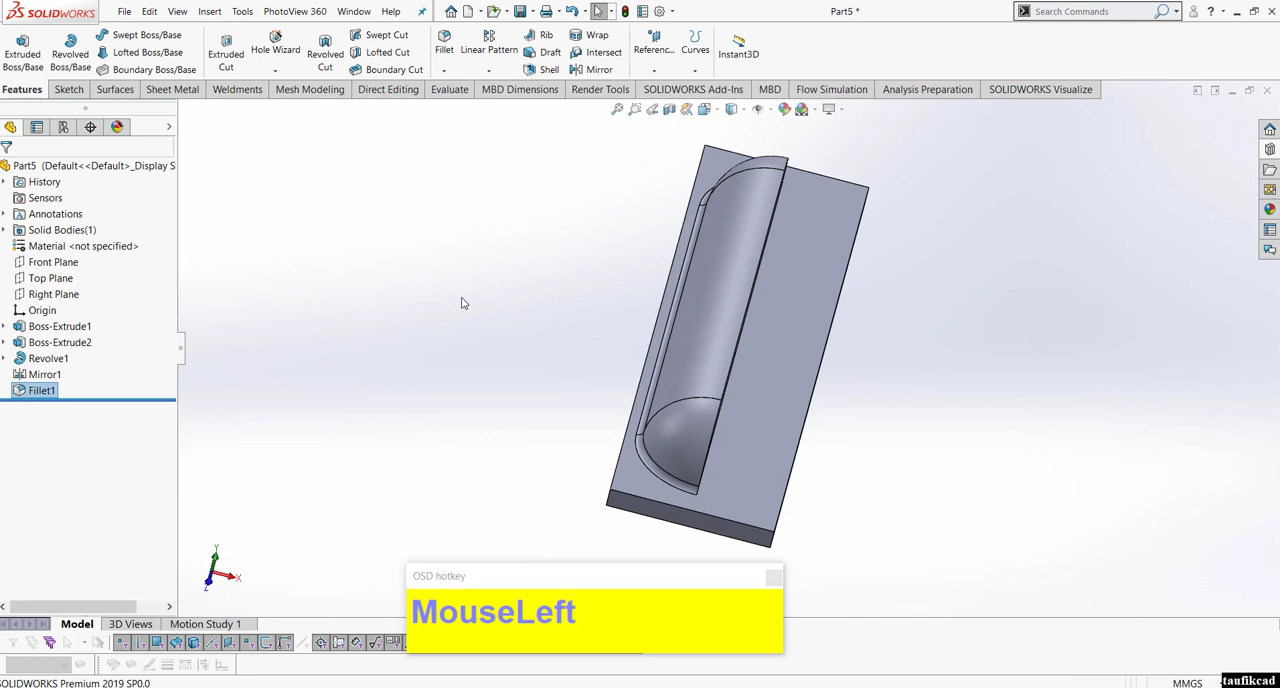 SOLIDWORKS File Edit View Insert Tools PhotoView 360 Window Help Part5 * Search Commands
Extruded Boss/Base
Revolved Boss/Base
Swept Boss/Base
Lofted Boss/Base
Boundary Boss/Base
Extruded Cut
Hole Wizard
Revolved Cut
Swept Cut
Lofted Cut
Boundary Cut
Fillet
Linear Pattern
Rib
Draft
Shell
Wrap
Intersect
Mirror
Referenc...
Curves
Instant3D
Features Sketch Surfaces Sheet Metal Weldments Mesh Modeling Direct Editing Evaluate MBD Dimensions Render Tools SOLIDWORKS Add-Ins MBD Flow Simulation Analysis Preparation SOLIDWORKS Visualize
Part5 (Default<<Default>_Display S
History
Sensors
Annotations
Solid Bodies(1)
Material <not specified>
Front Plane
Top Plane
Right Plane
Origin
Boss-Extrude1
Boss-Extrude2
Revolve1
Mirror1
Fillet1
Y
X
Z
OSD hotkey
MouseLeft
Model 3D Views Motion Study 1
SOLIDWORKS Premium 2019 SP0.0
MMGS
taufikcad